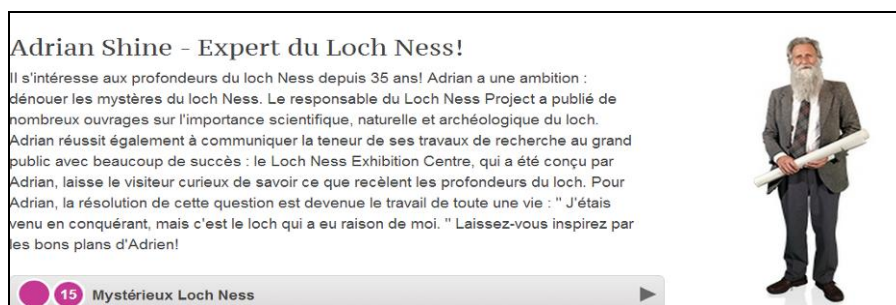 Adrian Shine - Expert du Loch Ness!
Il s'intéresse aux profondeurs du loch Ness depuis 35 ans! Adrian a une ambition :
dénouer les mystères du loch Ness. Le responsable du Loch Ness Project a publié de
nombreux ouvrages sur l'importance scientifique, naturelle et archéologique du loch.
Adrian réussit également à communiquer la teneur de ses travaux de recherche au grand
public avec beaucoup de succès : le Loch Ness Exhibition Centre, qui a été conçu par
Adrian, laisse le visiteur curieux de savoir ce que recèlent les profondeurs du loch. Pour
Adrian, la résolution de cette question est devenue le travail de toute une vie : " J'étais
venu en conquérant, mais c'est le loch qui a eu raison de moi. " Laissez-vous inspirez par
les bons plans d'Adrien!
15 Mystérieux Loch Ness